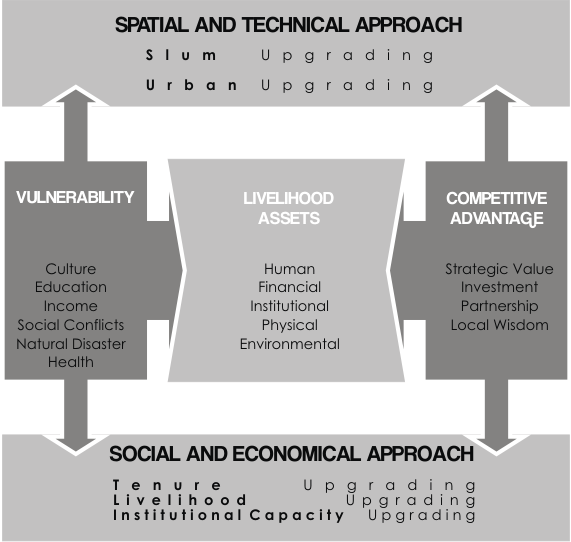 SPATIAL AND TECHNICAL APPROACH
Slum Upgrading
Urban Upgrading
VULNERABILITY
Culture
Education
Income
Social Conflicts
Natural Disaster
Health
LIVELIHOOD
ASSETS
Human
Financial
Institutional
Physical
Environmental
COMPETITIVE
ADVANTAGE
Strategic Value
Investment
Partnership
Local Wisdom
SOCIAL AND ECONOMICAL APPROACH
Tenure Upgrading
Livelihood Upgrading
Institutional Capacity Upgrading